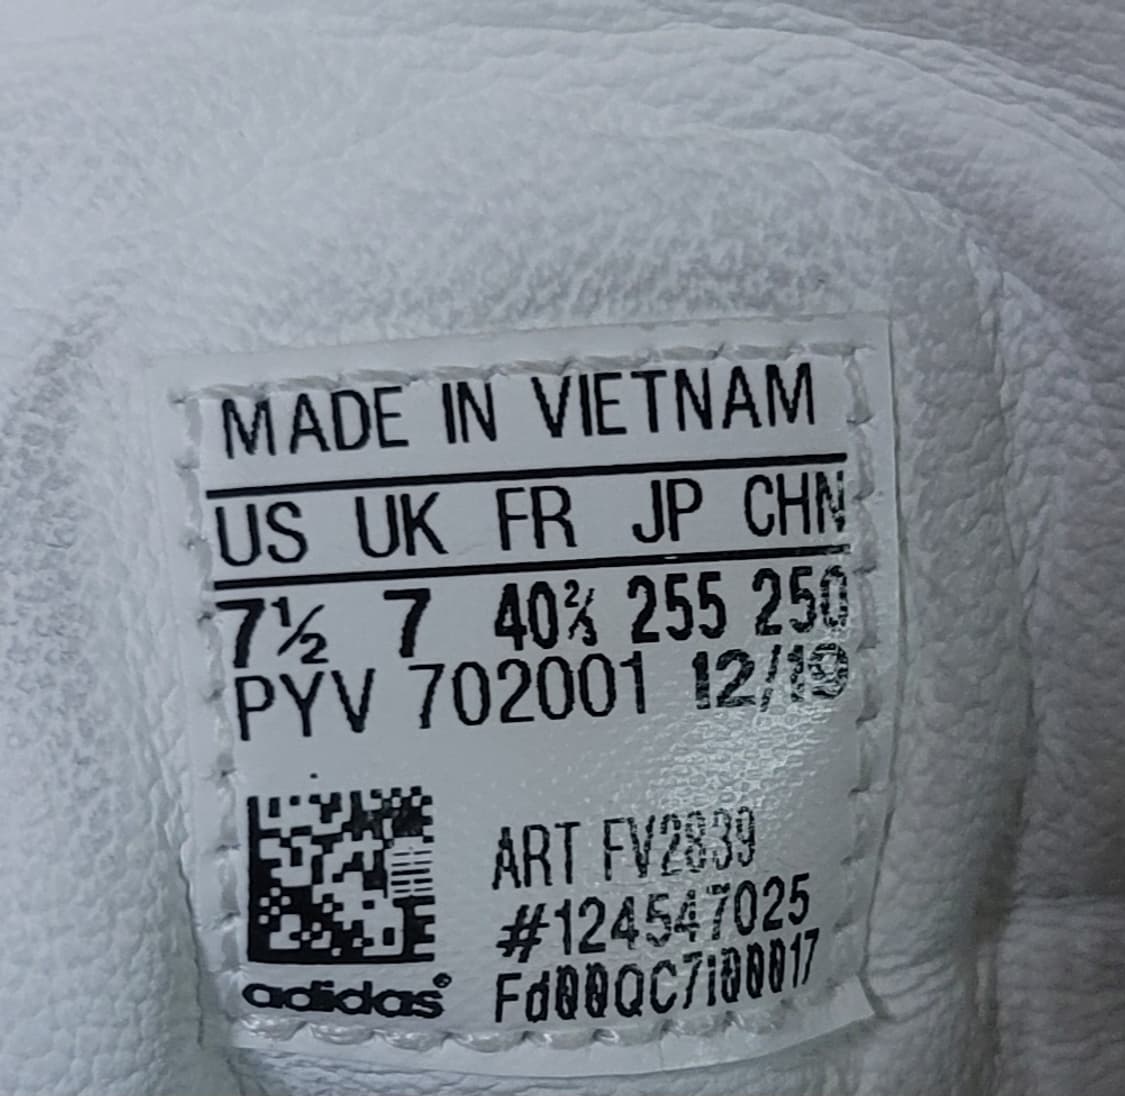 MADE IN VIETNAM
US UK FR JP CHN
7½ 7 40⅔ 255 250
PYV 702001 12/19
ART FV2839
#124547025
adidas® Fd00QC7I00017